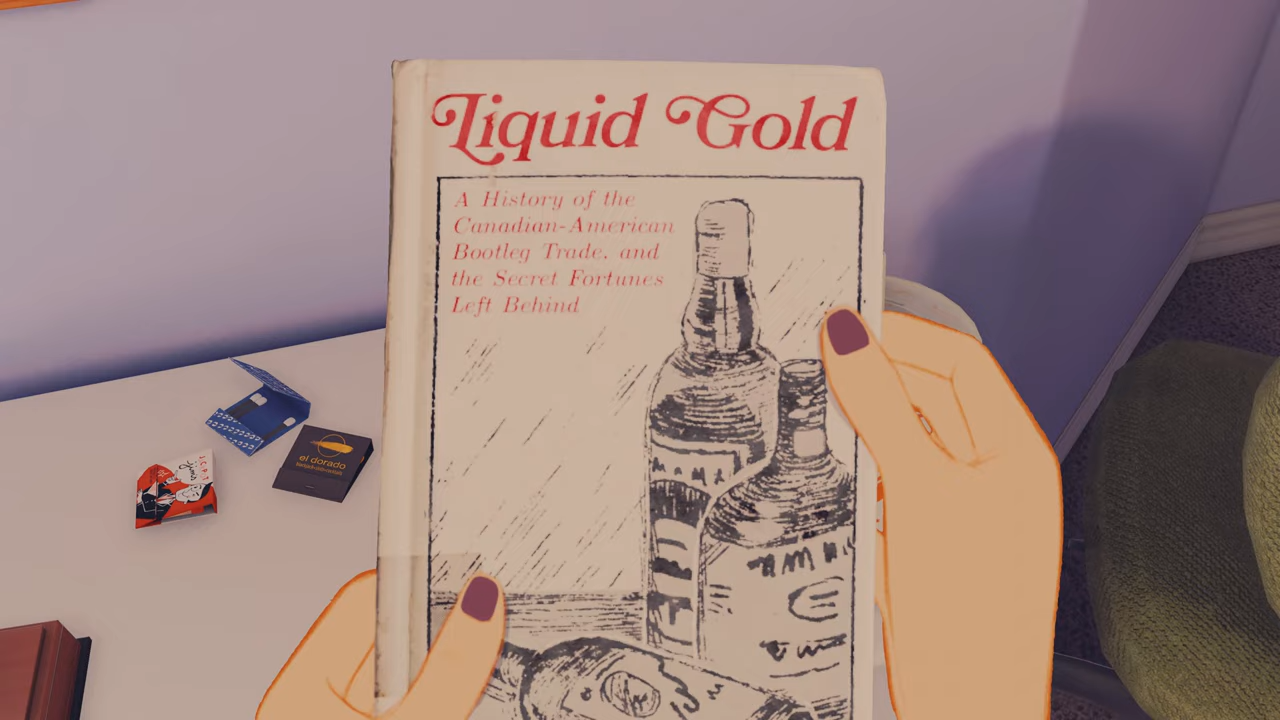 Liquid Gold
A History of the
Canadian-American
Bootleg Trade, and
the Secret Fortunes
Left Behind
el dorado